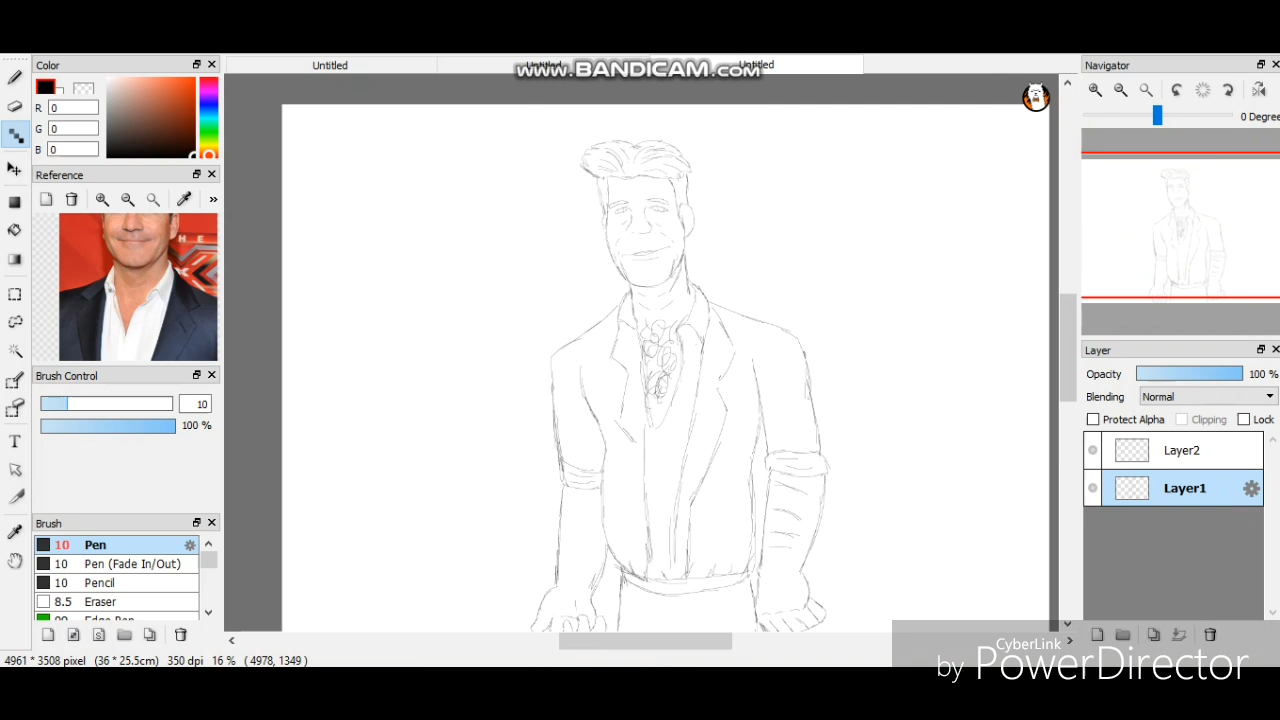 Color
Untitled
Untitled
Untitled
www.BANDICAM.com
Navigator
R 0
G 0
B 0
0 Degree
Reference
»
HE
X
Brush Control
10
100 %
Layer
Opacity 100 %
Blending Normal
Protect Alpha Clipping Lock
Layer2
Layer1
Brush
10 Pen
10 Pen (Fade In/Out)
10 Pencil
8.5 Eraser
4961 * 3508 pixel (36 * 25.5cm) 350 dpi 16 % ( 4978, 1349 )
CyberLink
by PowerDirector